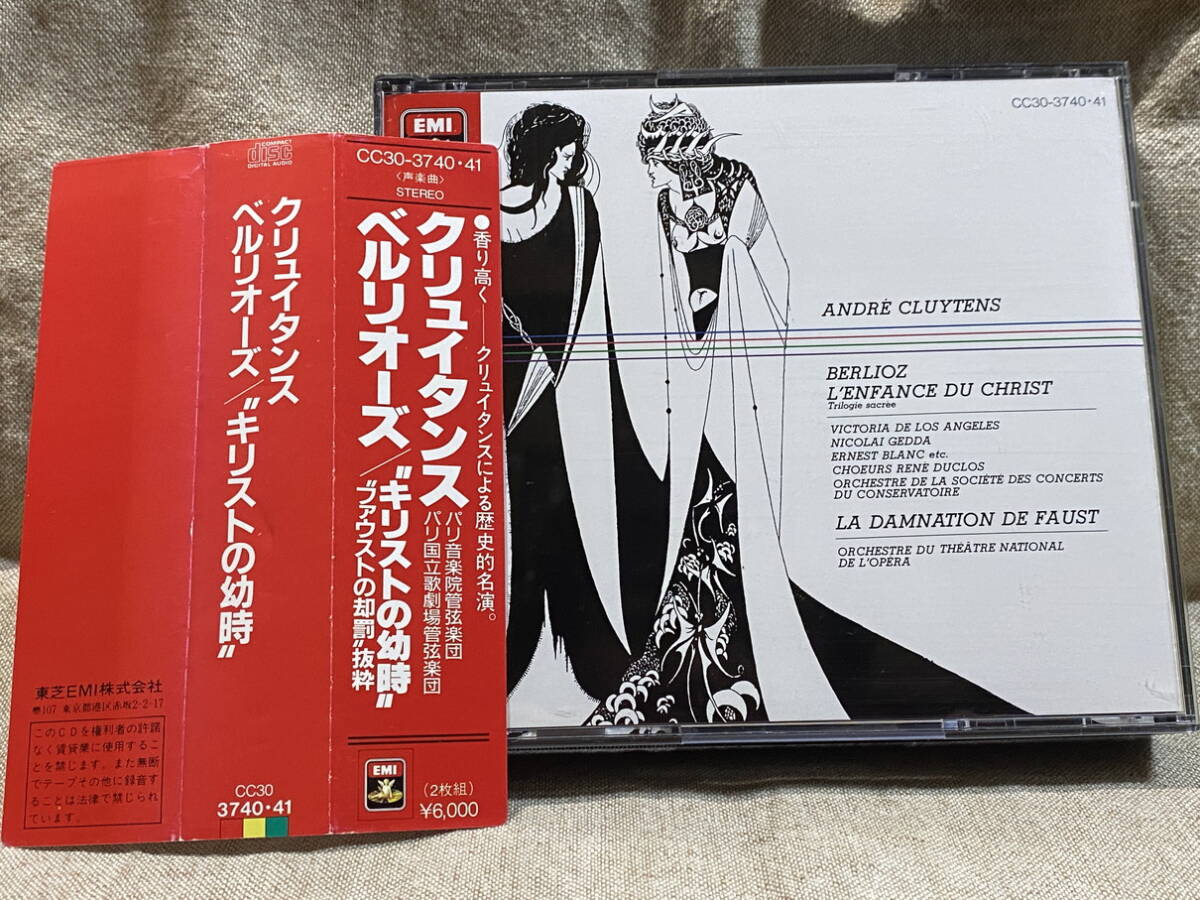 東芝EMI株式会社
〠107 東京都港区赤坂2-2-17
このCDを権利者の許諾
なく賃貸業に使用するこ
とを禁じます。また無断
でテープその他に録音す
ることは法律で禁じられ
ています。
COMPACT
disc
DIGITAL AUDIO
クリュイタンス
ベルリオーズ/“キリストの幼時”
CC30
3740・41
CC30-3740・41
〈声楽曲〉
STEREO
●香り高く——クリュイタンスによる歴史的名演。
クリュイタンス
パリ音楽院管弦楽団
パリ国立歌劇場管弦楽団
ベルリオーズ/“キリストの幼時”
“ファウストの却罰”抜粋
EMI
(2枚組)
¥6,000
EMI
CC30-3740・41
ANDRÉ CLUYTENS
BERLIOZ
L'ENFANCE DU CHRIST
Trilogie sacrée
VICTORIA DE LOS ANGELES
NICOLAI GEDDA
ERNEST BLANC etc.
CHOEURS RENÉ DUCLOS
ORCHESTRE DE LA SOCIÉTÉ DES CONCERTS
DU CONSERVATOIRE
LA DAMNATION DE FAUST
ORCHESTRE DU THÉÂTRE NATIONAL
DE L'OPÉRA